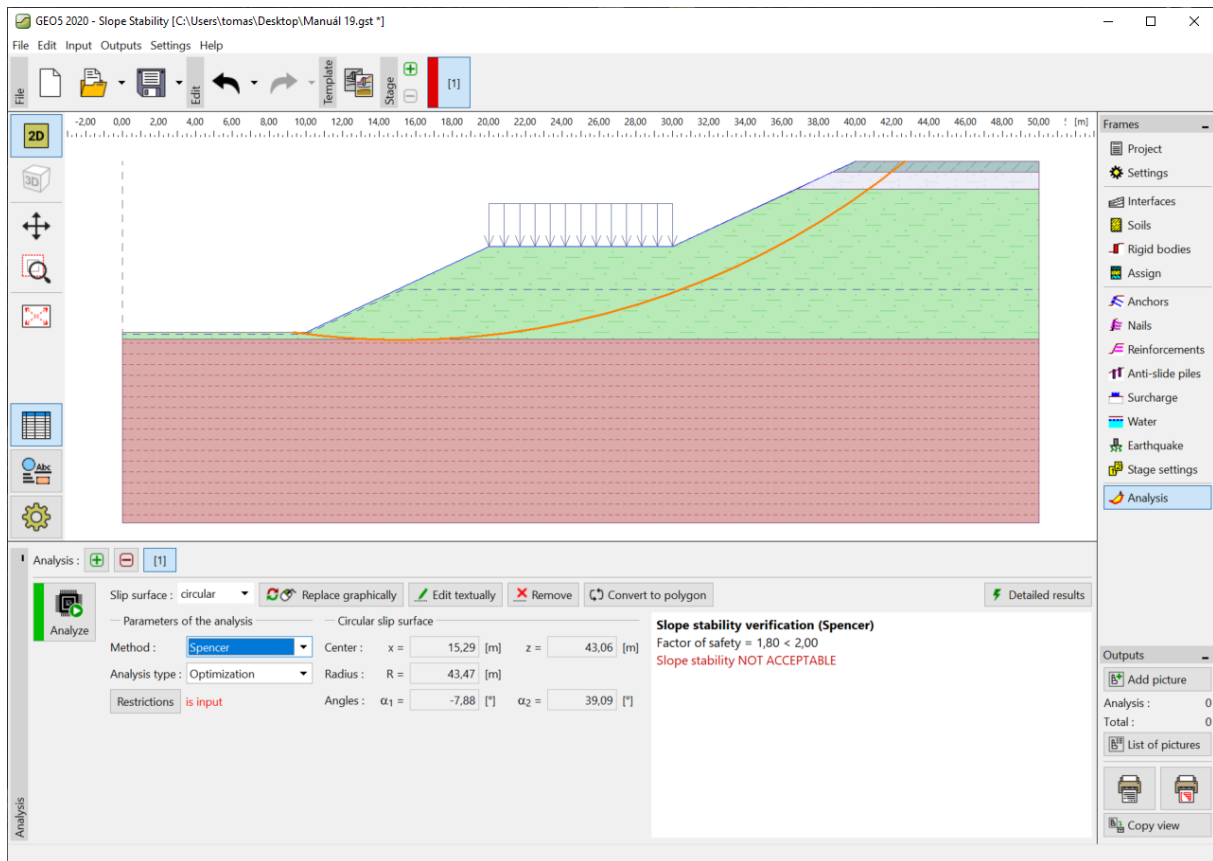 GEO5 2020 - Slope Stability [C:\Users\tomas\Desktop\Manuál 19.gst *]
File Edit Input Outputs Settings Help
File
Edit
Template
Stage
[1]
2D
3D
-2,00 0,00 2,00 4,00 6,00 8,00 10,00 12,00 14,00 16,00 18,00 20,00 22,00 24,00 26,00 28,00 30,00 32,00 34,00 36,00 38,00 40,00 42,00 44,00 46,00 48,00 50,00 [m]
Abc
Frames
Project
Settings
Interfaces
Soils
Rigid bodies
Assign
Anchors
Nails
Reinforcements
Anti-slide piles
Surcharge
Water
Earthquake
Stage settings
Analysis
Analysis : [1]
Analyze
Slip surface : circular Replace graphically Edit textually Remove Convert to polygon Detailed results
Parameters of the analysis Circular slip surface
Method : Spencer Center : x = 15,29 [m] z = 43,06 [m]
Analysis type : Optimization Radius : R = 43,47 [m]
Restrictions is input Angles : α1 = -7,88 [°] α2 = 39,09 [°]
Slope stability verification (Spencer)
Factor of safety = 1,80 < 2,00
Slope stability NOT ACCEPTABLE
Analysis
Outputs
Add picture
Analysis : 0
Total : 0
List of pictures
Copy view